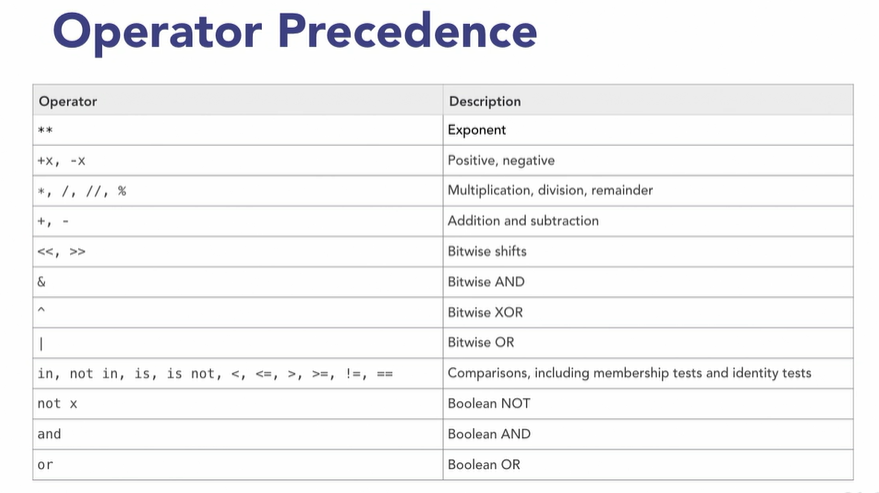 Operator Precedence
Operator Description
** Exponent
+x, -x Positive, negative
*, /, //, % Multiplication, division, remainder
+, - Addition and subtraction
<<, >> Bitwise shifts
& Bitwise AND
^ Bitwise XOR
| Bitwise OR
in, not in, is, is not, <, <=, >, >=, !=, == Comparisons, including membership tests and identity tests
not x Boolean NOT
and Boolean AND
or Boolean OR